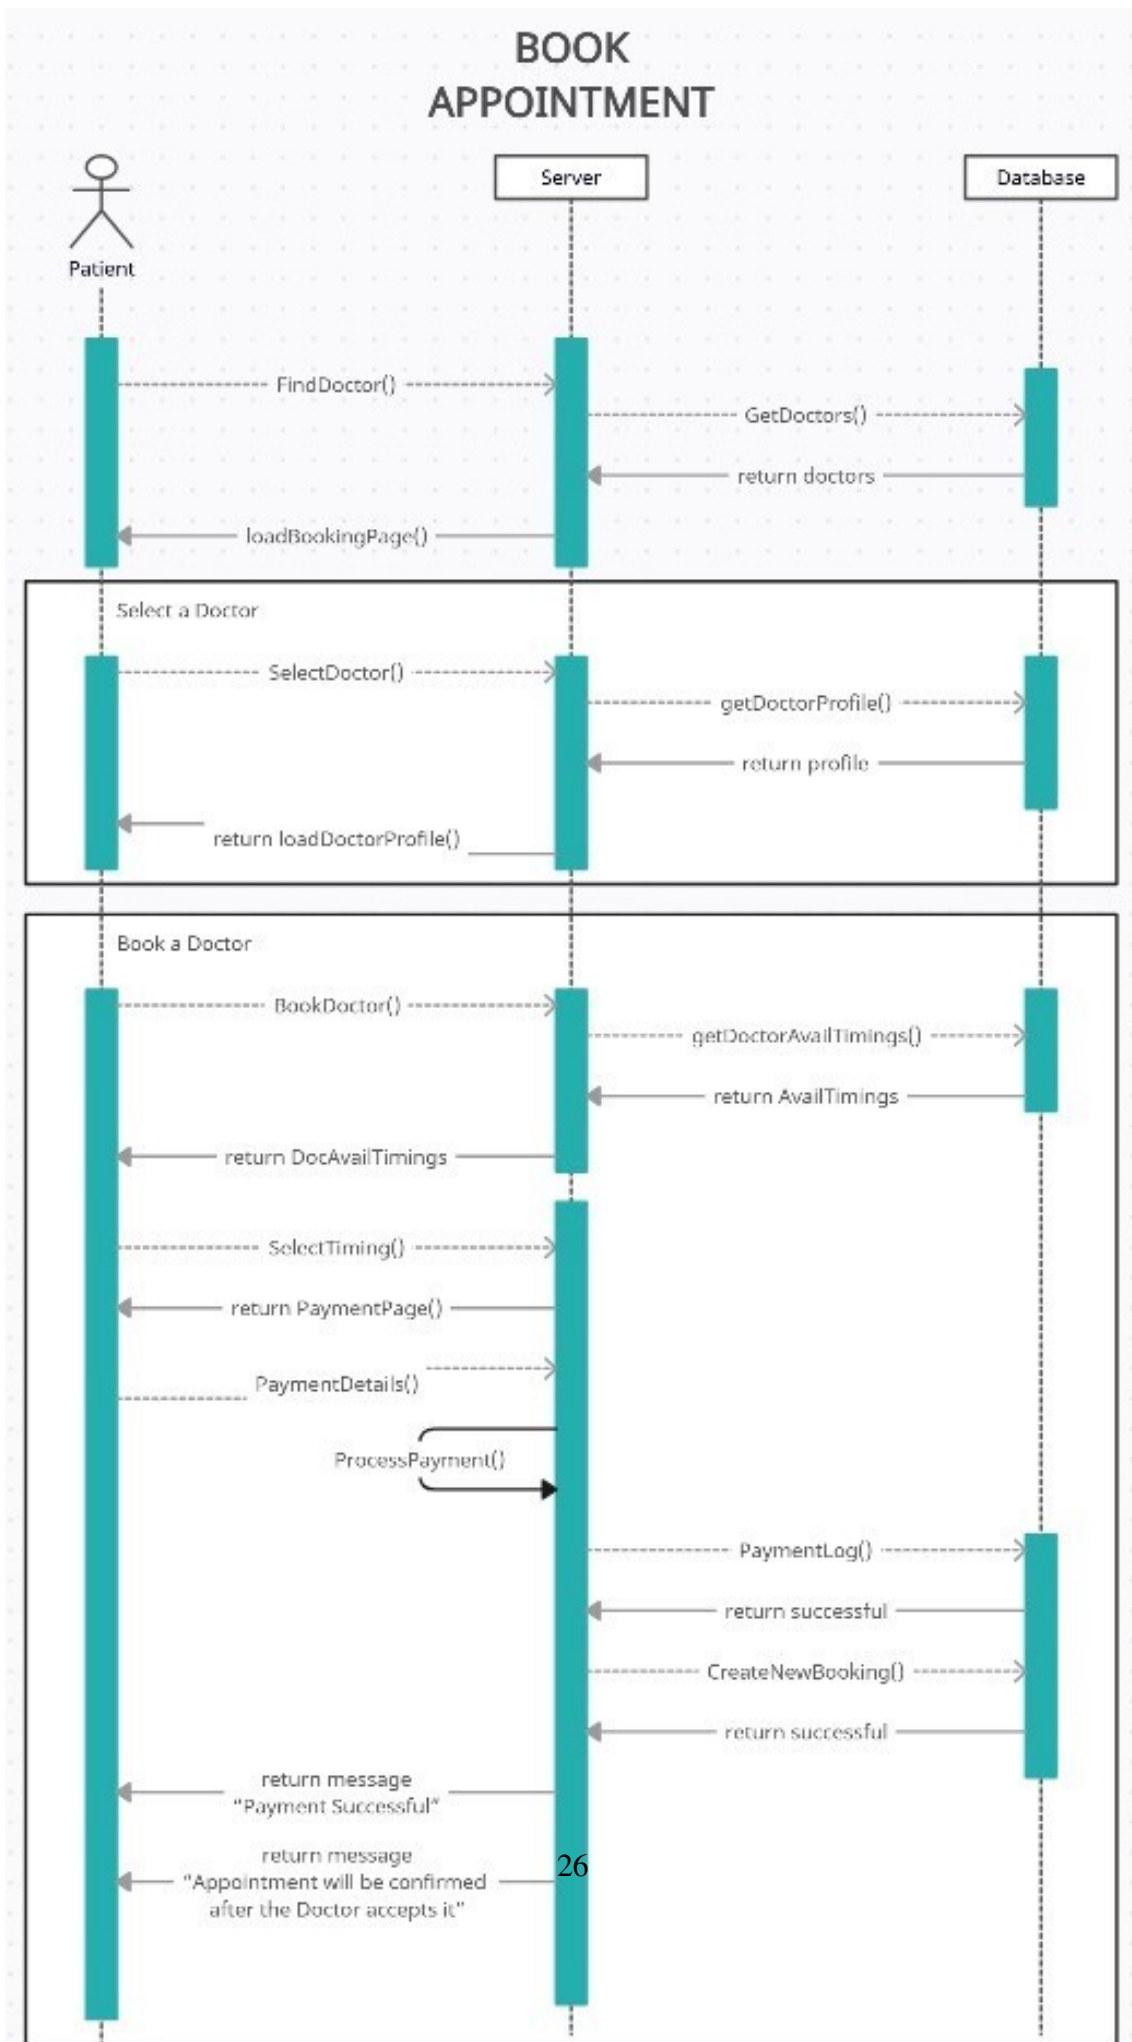 BOOK
APPOINTMENT
Server
Database
Patient
FindDoctor()
GetDoctors()
return doctors
loadBookingPage()
Select a Doctor
SelectDoctor()
getDoctorProfile()
return profile
return loadDoctorProfile()
Book a Doctor
BookDoctor()
getDoctorAvailTimings()
return AvailTimings
return DocAvailTimings
SelectTiming()
return PaymentPage()
PaymentDetails()
ProcessPayment()
PaymentLog()
return successful
CreateNewBooking()
return successful
return message
"Payment Successful"
return message
"Appointment will be confirmed
after the Doctor accepts it"
26